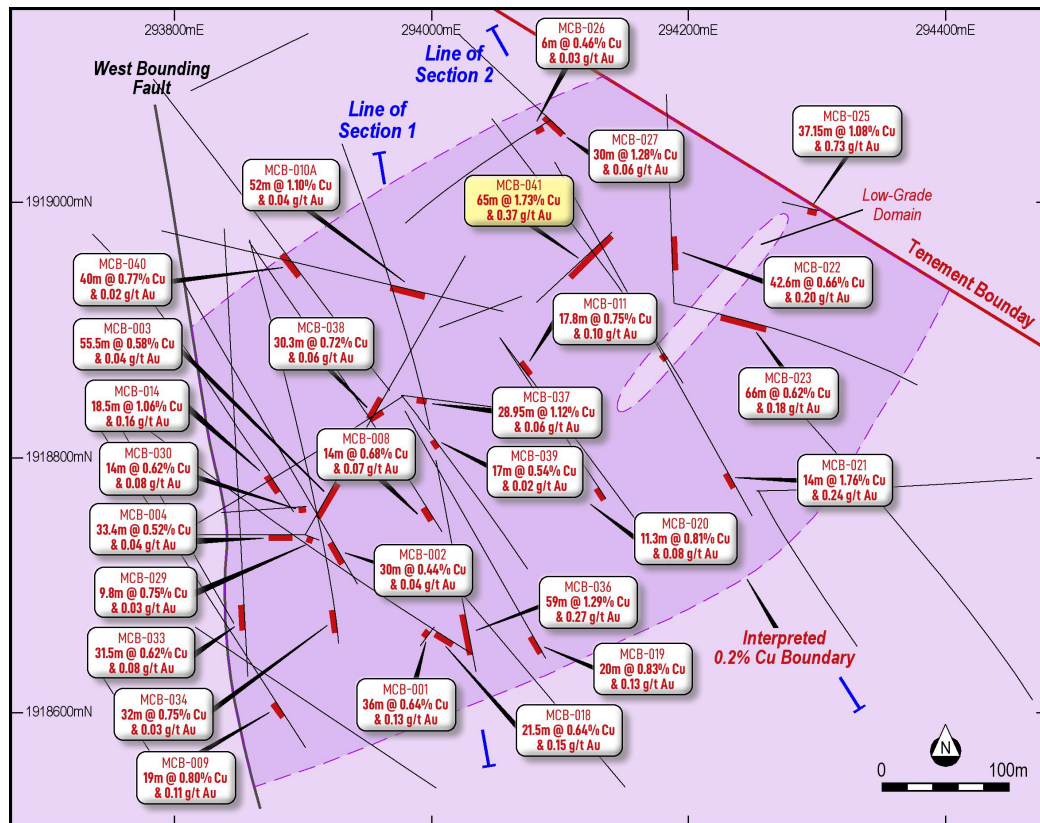 293800mE
294000mE
294200mE
294400mE
MCB-026
6m @ 0.46% Cu
& 0.03 g/t Au
Line of
Section 2
West Bounding
Fault
Line of
Section 1
MCB-025
37.15m @ 1.08% Cu
& 0.73 g/t Au
MCB-027
30m @ 1.28% Cu
& 0.06 g/t Au
MCB-010A
52m @ 1.10% Cu
& 0.04 g/t Au
MCB-041
65m @ 1.73% Cu
& 0.37 g/t Au
1919000mN
Low-Grade
Domain
Tenement Bounday
MCB-040
40m @ 0.77% Cu
& 0.02 g/t Au
MCB-022
42.6m @ 0.66% Cu
& 0.20 g/t Au
MCB-011
17.8m @ 0.75% Cu
& 0.10 g/t Au
MCB-003
55.5m @ 0.58% Cu
& 0.04 g/t Au
MCB-038
30.3m @ 0.72% Cu
& 0.06 g/t Au
MCB-023
66m @ 0.62% Cu
& 0.18 g/t Au
MCB-014
18.5m @ 1.06% Cu
& 0.16 g/t Au
MCB-037
28.95m @ 1.12% Cu
& 0.06 g/t Au
MCB-008
14m @ 0.68% Cu
& 0.07 g/t Au
1918800mN
MCB-030
14m @ 0.62% Cu
& 0.08 g/t Au
MCB-039
17m @ 0.54% Cu
& 0.02 g/t Au
MCB-021
14m @ 1.76% Cu
& 0.24 g/t Au
MCB-004
33.4m @ 0.52% Cu
& 0.04 g/t Au
MCB-020
11.3m @ 0.81% Cu
& 0.08 g/t Au
MCB-002
30m @ 0.44% Cu
& 0.04 g/t Au
MCB-029
9.8m @ 0.75% Cu
& 0.03 g/t Au
MCB-036
59m @ 1.29% Cu
& 0.27 g/t Au
MCB-033
31.5m @ 0.62% Cu
& 0.08 g/t Au
Interpreted
0.2% Cu Boundary
MCB-019
20m @ 0.83% Cu
& 0.13 g/t Au
MCB-001
36m @ 0.64% Cu
& 0.13 g/t Au
MCB-034
32m @ 0.75% Cu
& 0.03 g/t Au
MCB-018
21.5m @ 0.64% Cu
& 0.15 g/t Au
1918600mN
MCB-009
19m @ 0.80% Cu
& 0.11 g/t Au
N
0
100m